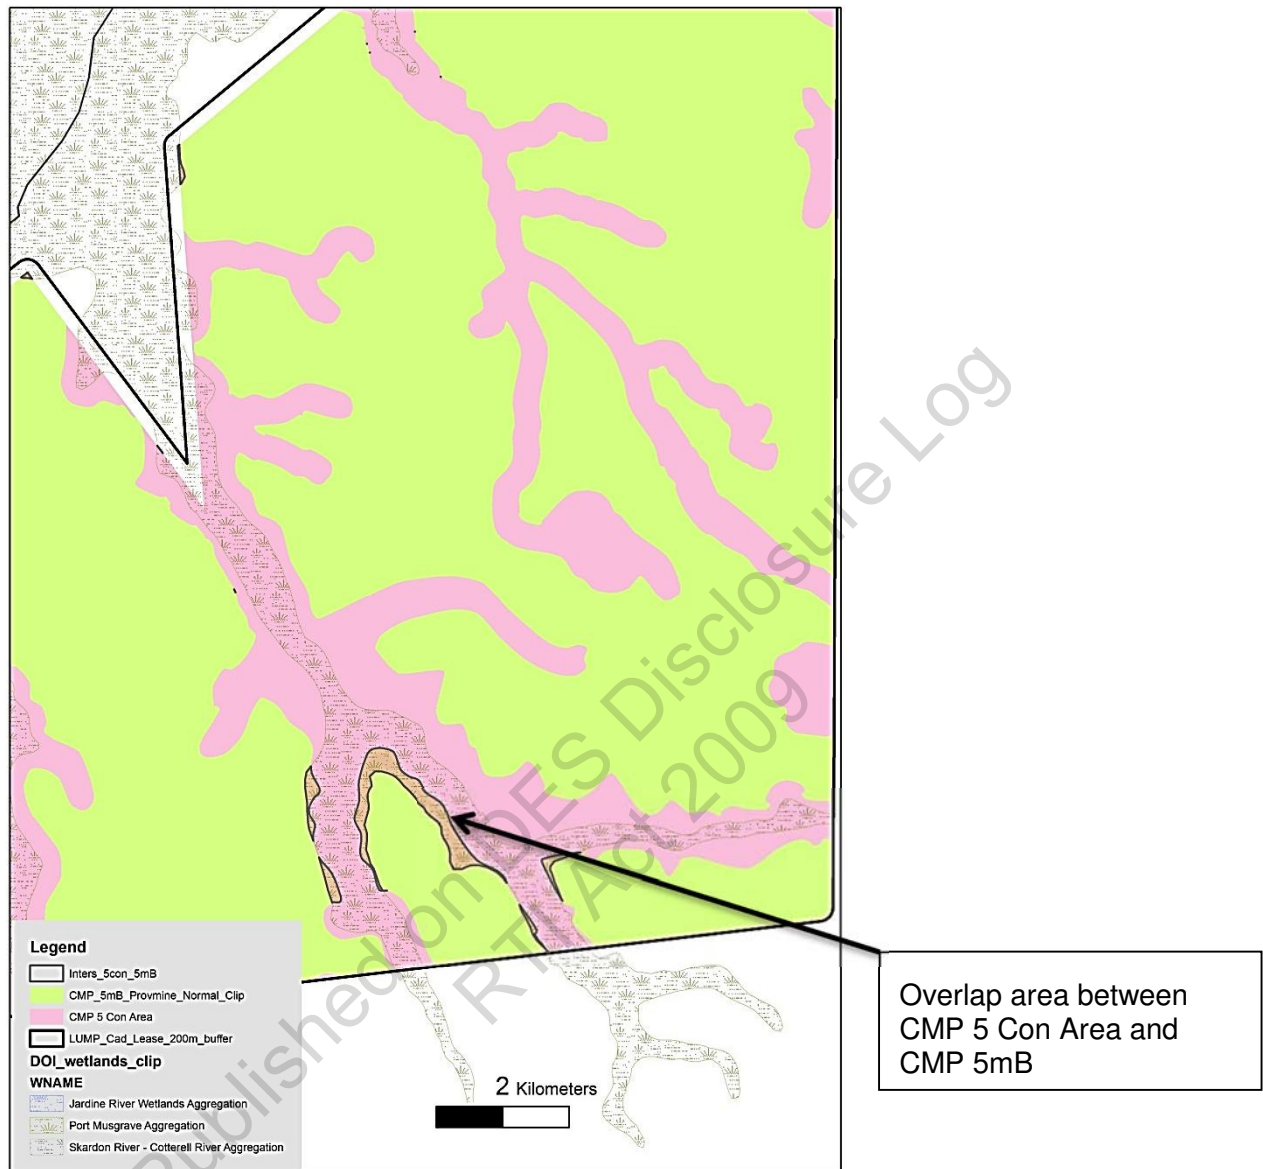 Legend
Inters_5con_5mB
CMP_5mB_Provmine_Normal_Clip
CMP 5 Con Area
LUMP_Cad_Lease_200m_buffer
DOI_wetlands_clip
WNAME
Jardine River Wetlands Aggregation
Port Musgrave Aggregation
Skardon River - Cotterell River Aggregation
2 Kilometers
Overlap area between
CMP 5 Con Area and
CMP 5mB
Published on DES Disclosure Log
RTI Act 2009